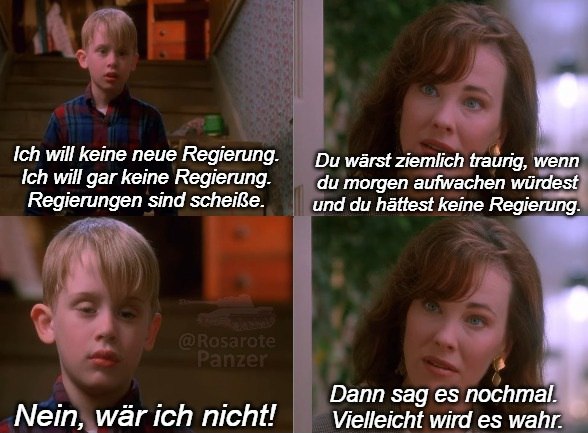 Ich will keine neue Regierung.
Ich will gar keine Regierung.
Regierungen sind scheiße.
Du wärst ziemlich traurig, wenn
du morgen aufwachen würdest
und du hättest keine Regierung.
@Rosarote
Panzer
Nein, wär ich nicht!
Dann sag es nochmal.
Vielleicht wird es wahr.